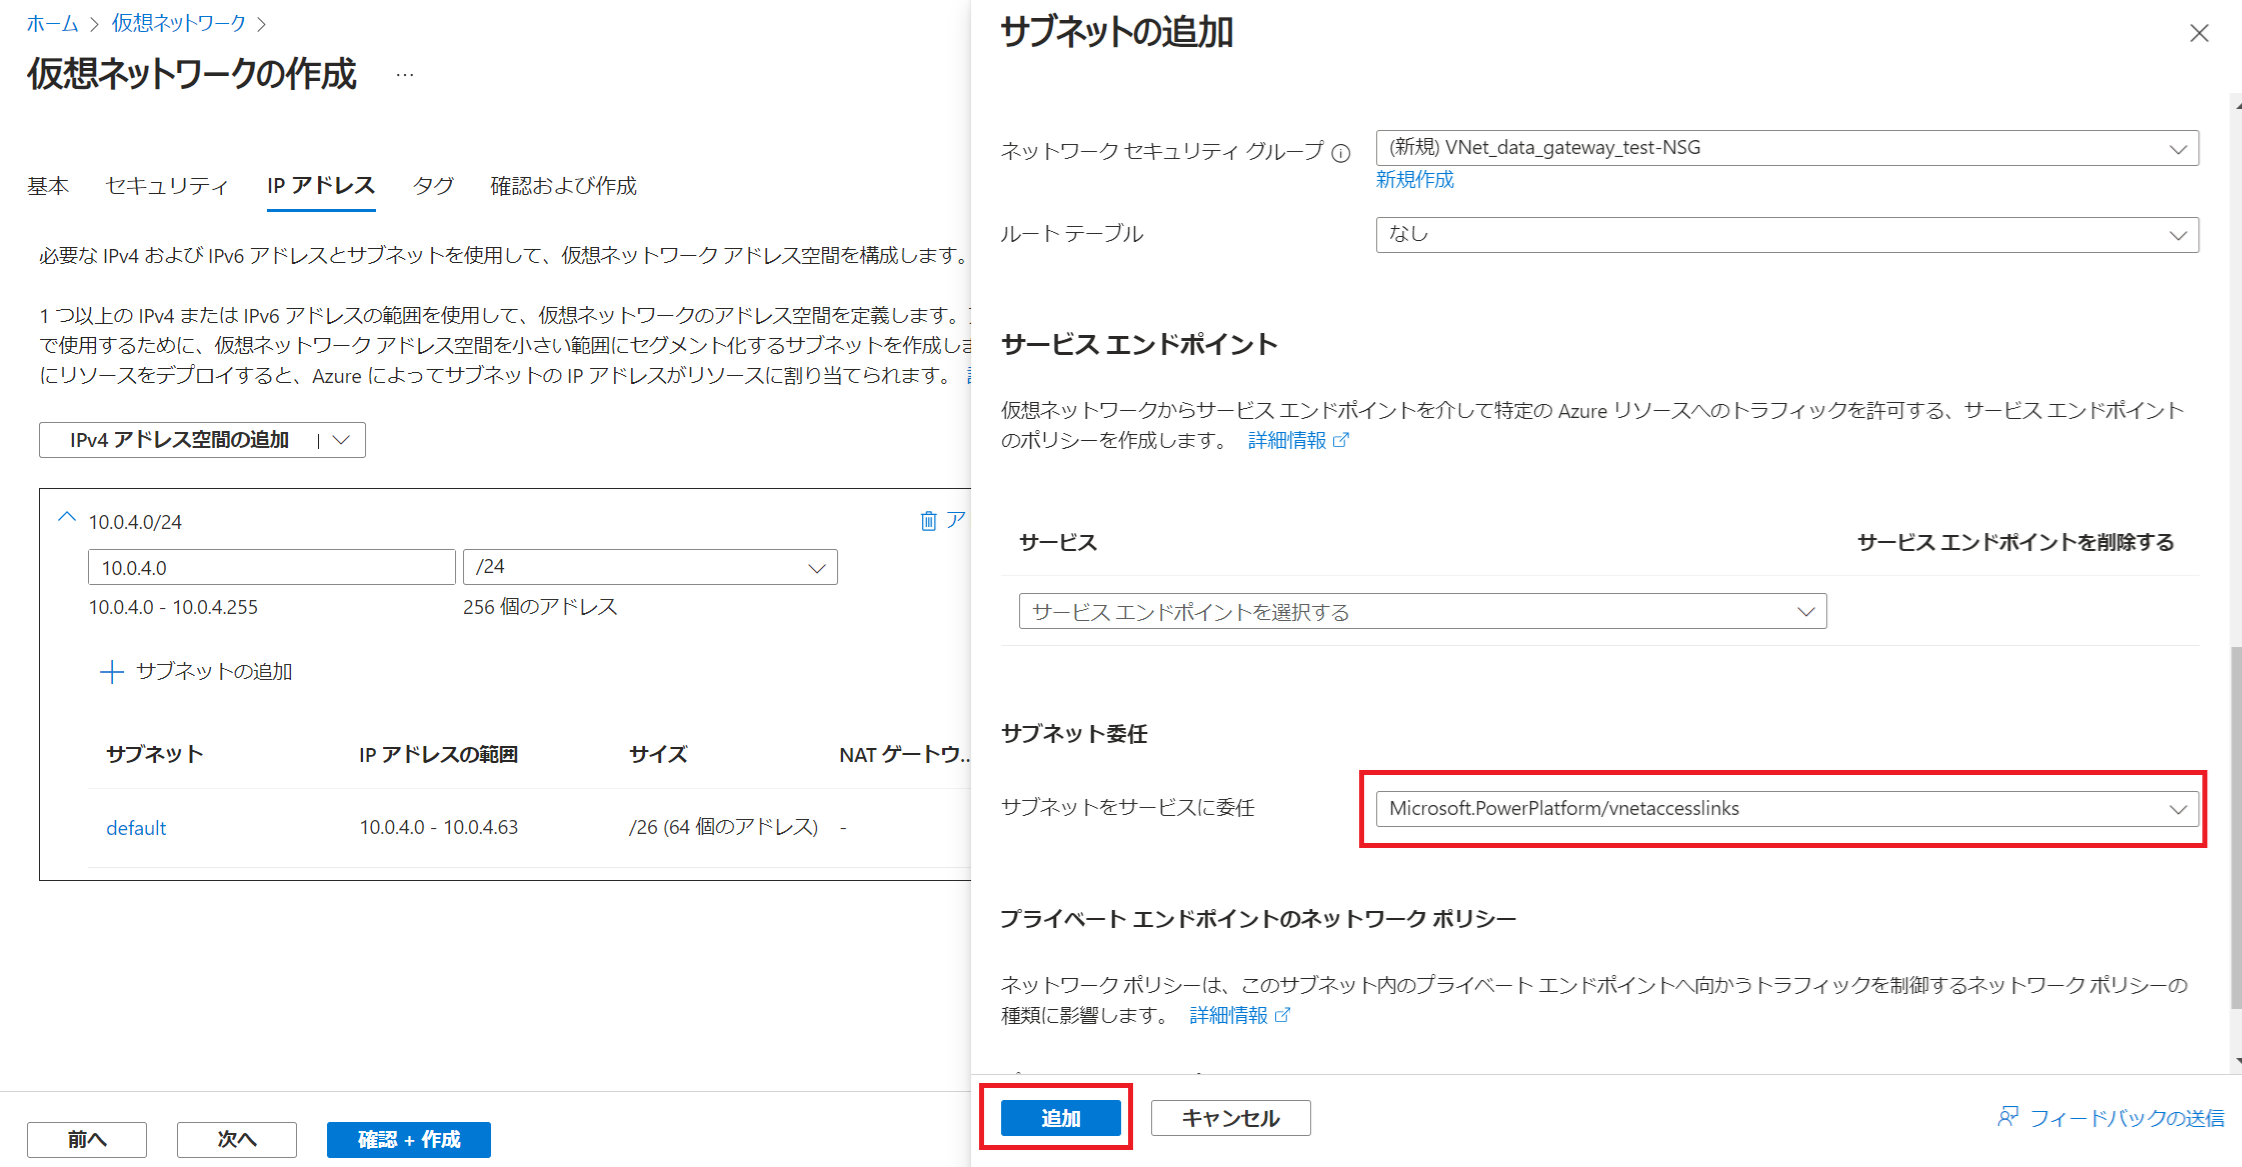 ホーム > 仮想ネットワーク >
仮想ネットワークの作成 …
基本 セキュリティ IP アドレス タグ 確認および作成
必要な IPv4 および IPv6 アドレスとサブネットを使用して、仮想ネットワーク アドレス空間を構成します。
1 つ以上の IPv4 または IPv6 アドレスの範囲を使用して、仮想ネットワークのアドレス空間を定義します。
で使用するために、仮想ネットワーク アドレス空間を小さい範囲にセグメント化するサブネットを作成し
にリソースをデプロイすると、Azure によってサブネットの IP アドレスがリソースに割り当てられます。
IPv4 アドレス空間の追加
10.0.4.0/24
ア
10.0.4.0
/24
10.0.4.0 - 10.0.4.255
256 個のアドレス
サブネットの追加
サブネット IP アドレスの範囲 サイズ NAT ゲートウ…
default 10.0.4.0 - 10.0.4.63 /26 (64 個のアドレス) -
前へ 次へ 確認 + 作成
サブネットの追加
ネットワーク セキュリティ グループ
(新規) VNet_data_gateway_test-NSG
新規作成
ルート テーブル
なし
サービス エンドポイント
仮想ネットワークからサービス エンドポイントを介して特定の Azure リソースへのトラフィックを許可する、サービス エンドポイント
のポリシーを作成します。 詳細情報
サービス サービス エンドポイントを削除する
サービス エンドポイントを選択する
サブネット委任
サブネットをサービスに委任
Microsoft.PowerPlatform/vnetaccesslinks
プライベート エンドポイントのネットワーク ポリシー
ネットワーク ポリシーは、このサブネット内のプライベート エンドポイントへ向かうトラフィックを制御するネットワーク ポリシーの
種類に影響します。 詳細情報
追加 キャンセル
フィードバックの送信